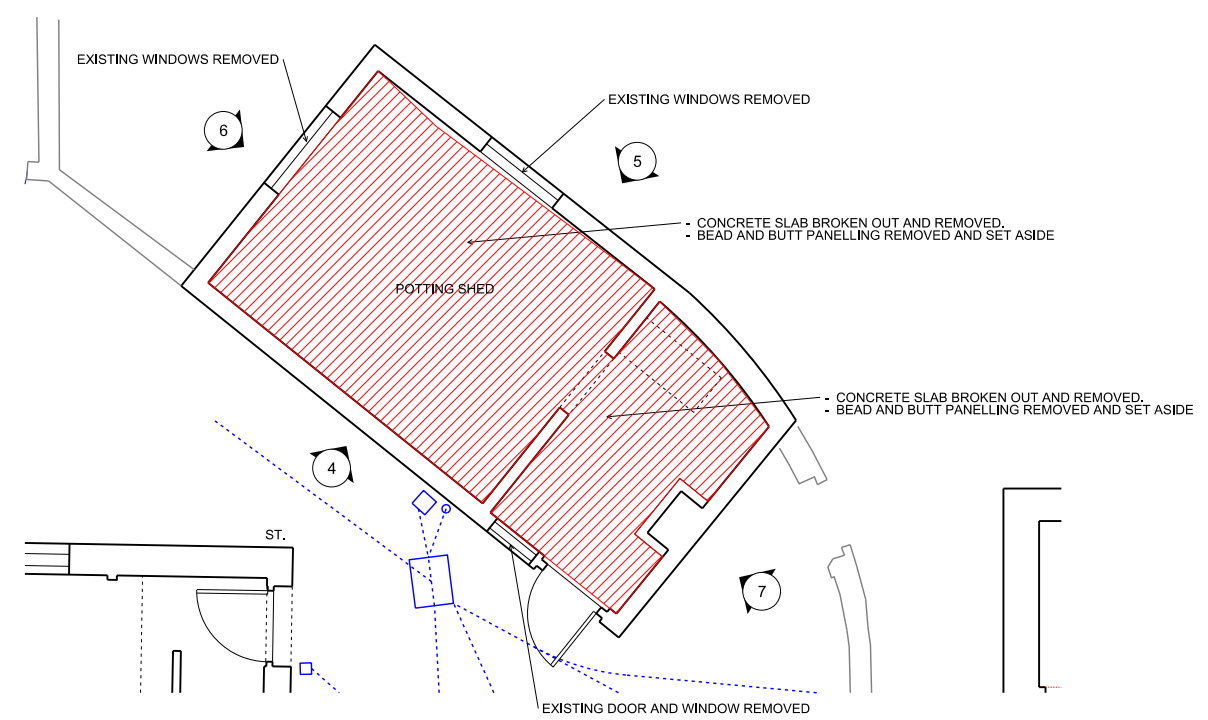 EXISTING WINDOWS REMOVED
EXISTING WINDOWS REMOVED
6
5
- CONCRETE SLAB BROKEN OUT AND REMOVED.
- BEAD AND BUTT PANELLING REMOVED AND SET ASIDE
POTTING SHED
- CONCRETE SLAB BROKEN OUT AND REMOVED.
- BEAD AND BUTT PANELLING REMOVED AND SET ASIDE
4
ST.
7
EXISTING DOOR AND WINDOW REMOVED